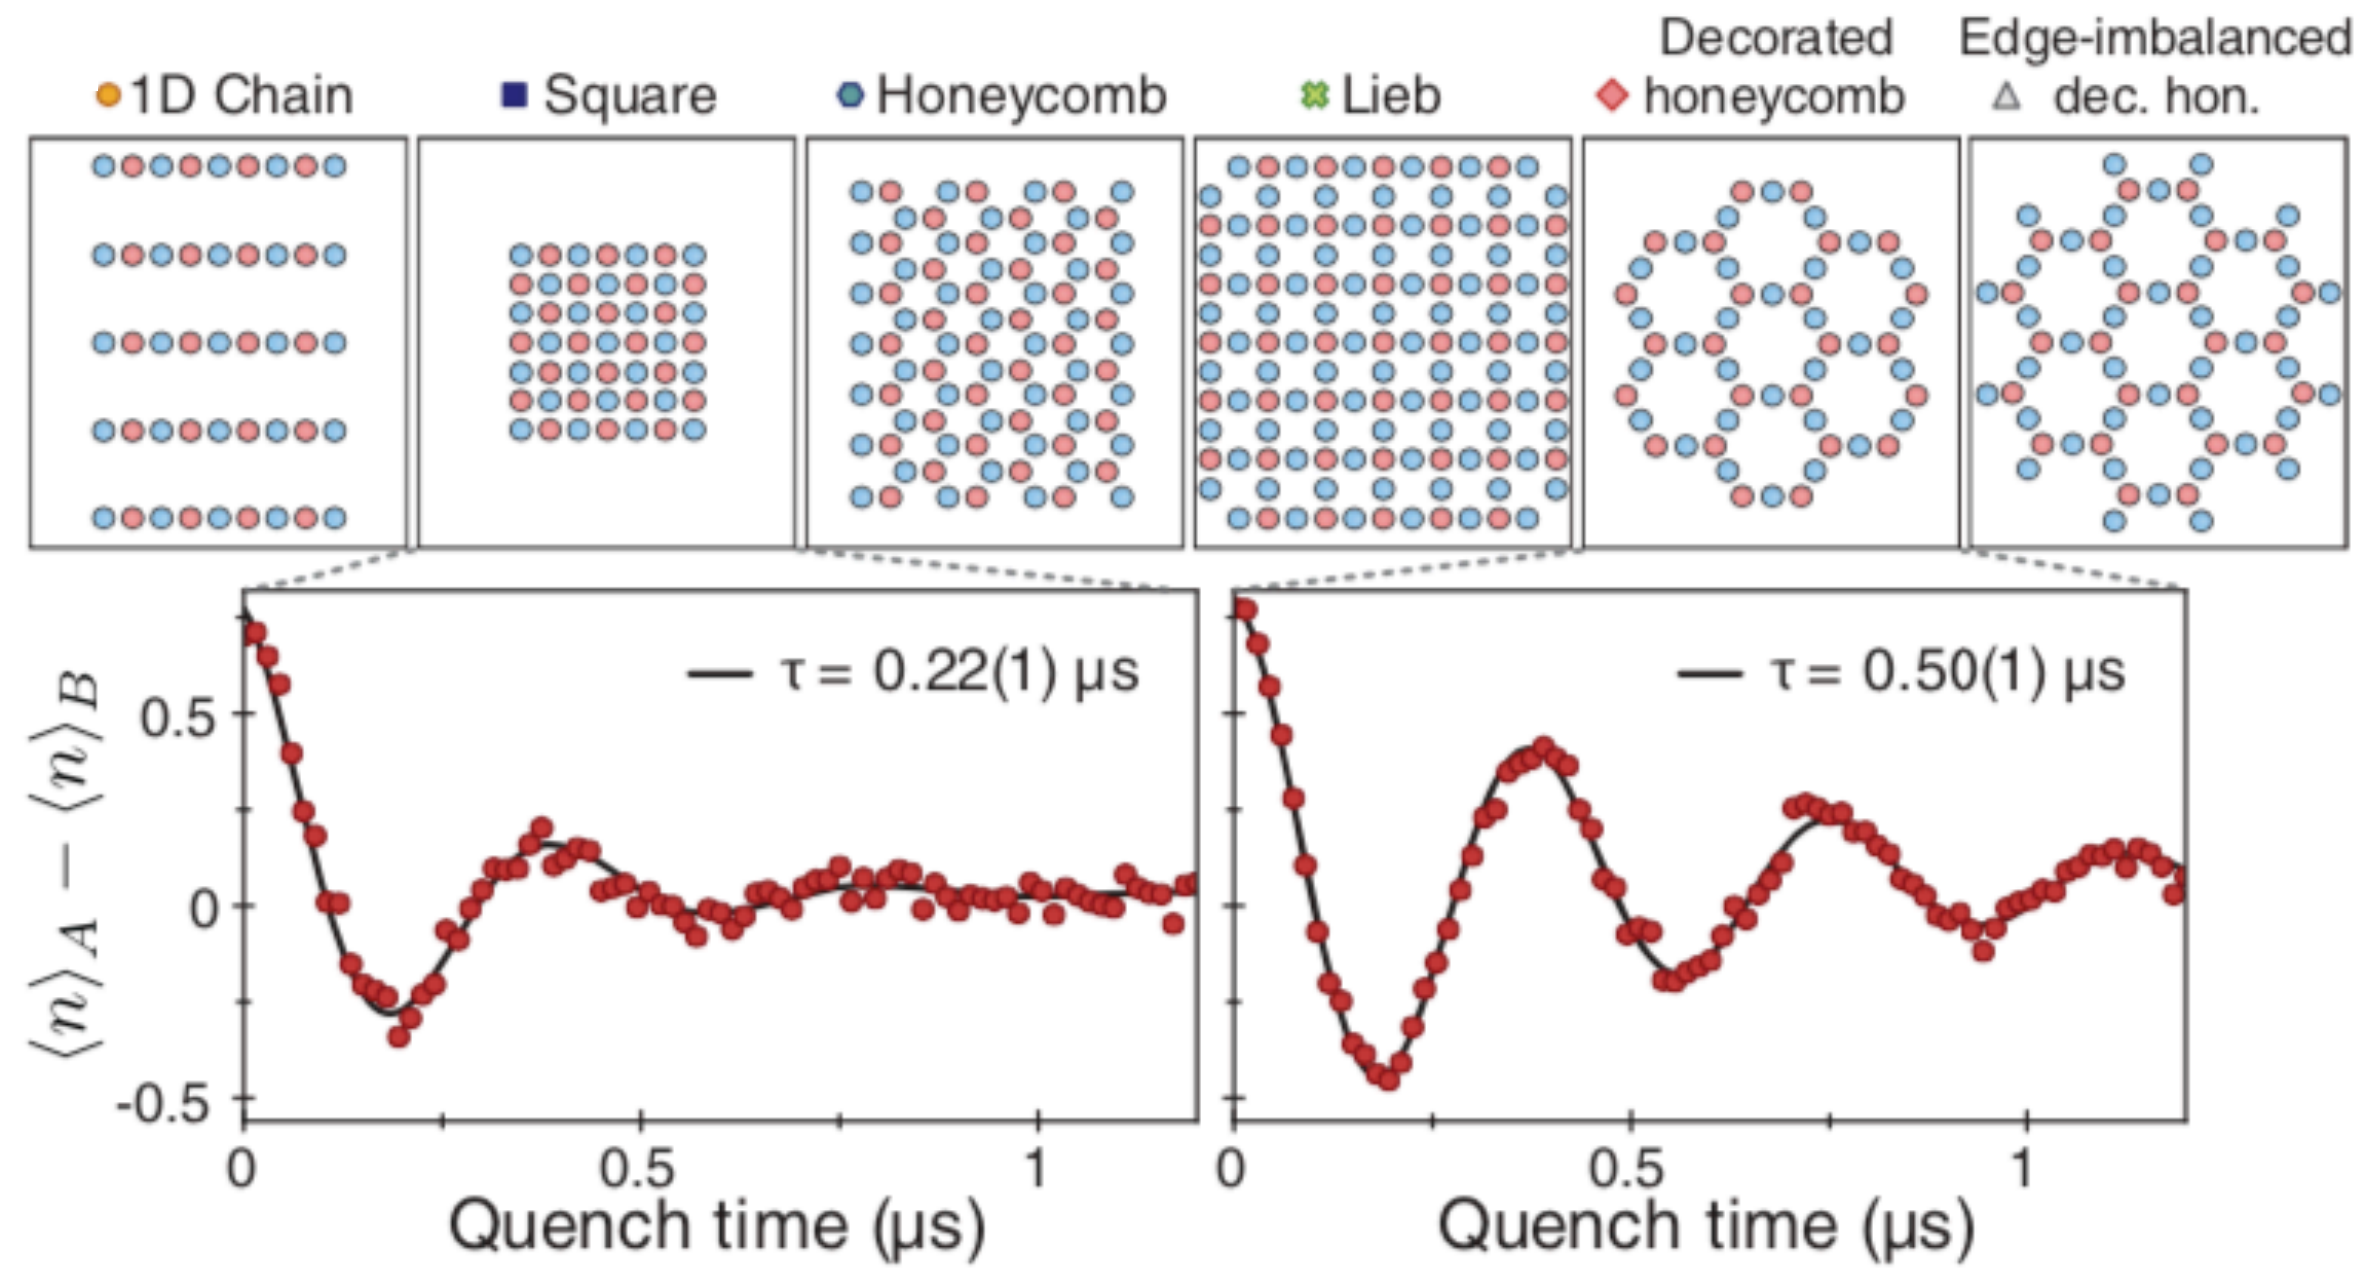 Decorated Edge-imbalanced
1D Chain Square Honeycomb Lieb honeycomb dec. hon.
τ = 0.22(1) µs
τ = 0.50(1) µs
⟨n⟩A − ⟨n⟩B
0.5
0
-0.5
0 0.5 1
0 0.5 1
Quench time (µs)
Quench time (µs)